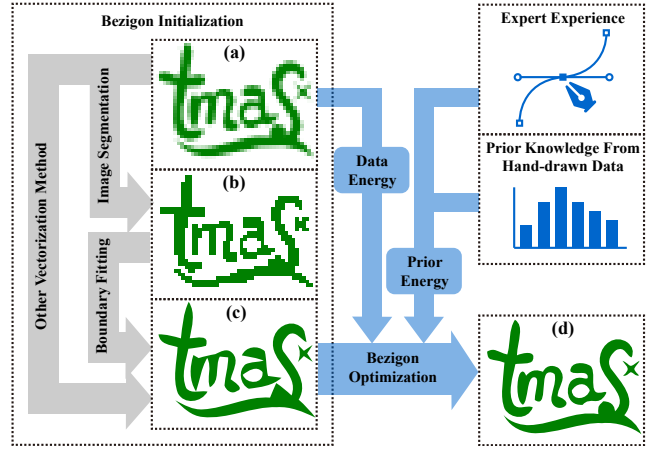 Bezigon Initialization
Other Vectorization Method
Image Segmentation
Boundary Fitting
(a)
tmas
(b)
tmas
(c)
tmas
Data
Energy
Prior
Energy
Bezigon
Optimization
Expert Experience
Prior Knowledge From
Hand-drawn Data
(d)
tmas